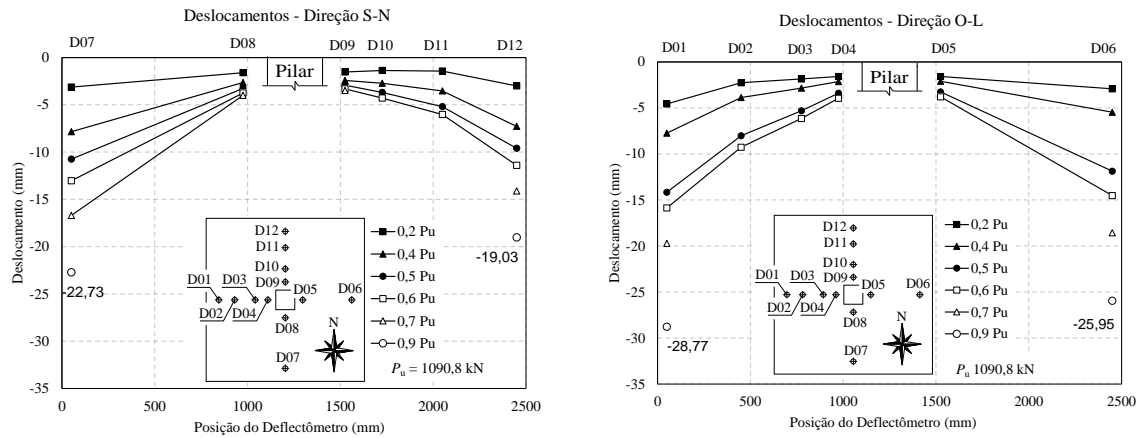 Deslocamentos - Direção S-N
D07 D08 D09 D10 D11 D12
Pilar
0
-5
-10
-15
-20
-25
-30
-35
Deslocamento (mm)
0 500 1000 1500 2000 2500
Posição do Deflectômetro (mm)
-22,73
-19,03
D12
D11
D10
D01 D03 D09 D05 D06
D02 D04
D08
D07
N
0,2 Pu
0,4 Pu
0,5 Pu
0,6 Pu
0,7 Pu
0,9 Pu
Pu = 1090,8 kN
Deslocamentos - Direção O-L
D01 D02 D03 D04 D05 D06
Pilar
0
-5
-10
-15
-20
-25
-30
-35
Deslocamento (mm)
0 500 1000 1500 2000 2500
Posição do Deflectômetro (mm)
-28,77
-25,95
D12
D11
D10
D01 D03 D09 D05 D06
D02 D04
D08
D07
N
0,2 Pu
0,4 Pu
0,5 Pu
0,6 Pu
0,7 Pu
0,9 Pu
Pu 1090,8 kN